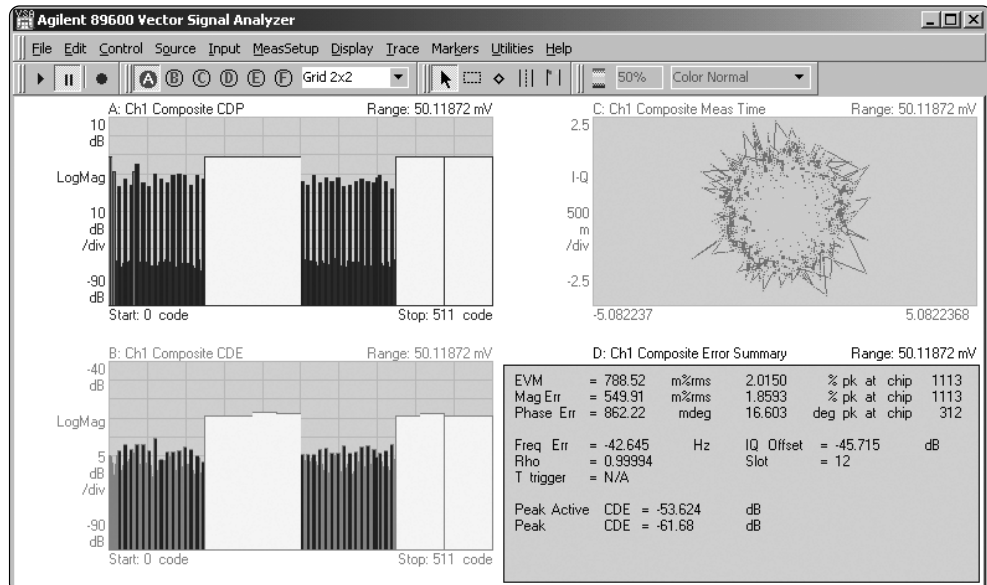 Agilent 89600 Vector Signal Analyzer
File Edit Control Source Input MeasSetup Display Trace Markers Utilities Help
A B C D E F Grid 2x2 50% Color Normal
A: Ch1 Composite CDP Range: 50.11872 mV
10
dB
LogMag
10
dB
/div
-90
dB
Start: 0 code Stop: 511 code
C: Ch1 Composite Meas Time Range: 50.11872 mV
2.5
I-Q
500
m
/div
-2.5
-5.082237 5.0822368
B: Ch1 Composite CDE Range: 50.11872 mV
-40
dB
LogMag
5
dB
/div
-90
dB
Start: 0 code Stop: 511 code
D: Ch1 Composite Error Summary Range: 50.11872 mV
EVM = 788.52 m%rms 2.0150 % pk at chip 1113
Mag Err = 549.91 m%rms 1.8593 % pk at chip 1113
Phase Err = 862.22 mdeg 16.603 deg pk at chip 312
Freq Err = -42.645 Hz IQ Offset = -45.715 dB
Rho = 0.99994 Slot = 12
T trigger = N/A
Peak Active CDE = -53.624 dB
Peak CDE = -61.68 dB